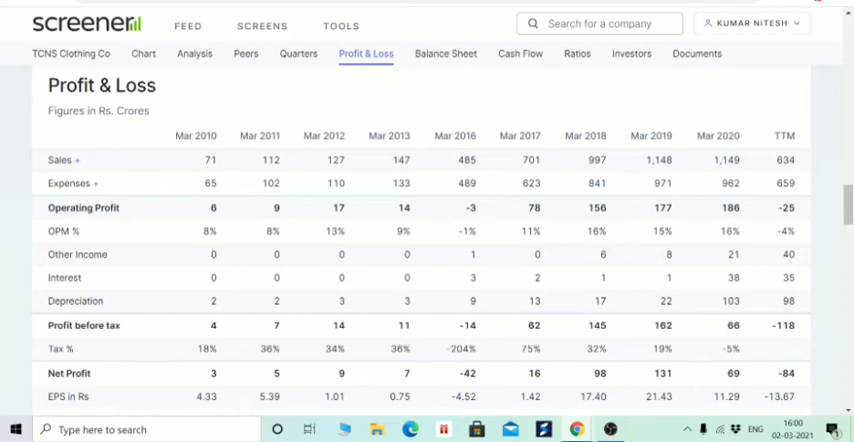 screener FEED SCREENS TOOLS Search for a company KUMAR NITESH
TCNS Clothing Co Chart Analysis Peers Quarters Profit & Loss Balance Sheet Cash Flow Ratios Investors Documents
Profit & Loss
Figures in Rs. Crores
Mar 2010 Mar 2011 Mar 2012 Mar 2013 Mar 2016 Mar 2017 Mar 2018 Mar 2019 Mar 2020 TTM
Sales + 71 112 127 147 485 701 997 1,148 1,149 634
Expenses + 65 102 110 133 489 623 841 971 962 659
Operating Profit 6 9 17 14 -3 78 156 177 186 -25
OPM % 8% 8% 13% 9% -1% 11% 16% 15% 16% -4%
Other Income 0 0 0 0 1 0 6 8 21 40
Interest 0 0 0 0 3 2 1 1 38 35
Depreciation 2 2 3 3 9 13 17 22 103 98
Profit before tax 4 7 14 11 -14 62 145 162 66 -118
Tax % 18% 36% 34% 36% -204% 75% 32% 19% -5%
Net Profit 3 5 9 7 -42 16 98 131 69 -84
EPS in Rs 4.33 5.39 1.01 0.75 -4.52 1.42 17.40 21.43 11.29 -13.67
Type here to search ENG 16:00
02-03-2021